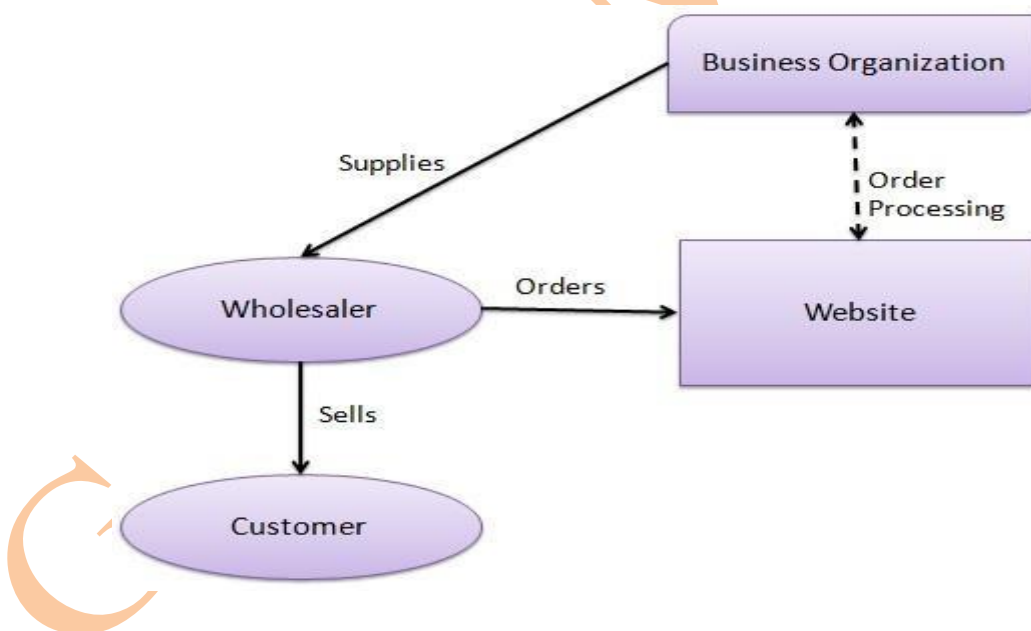 Business Organization
Supplies
Order
Processing
Wholesaler
Orders
Website
Sells
Customer